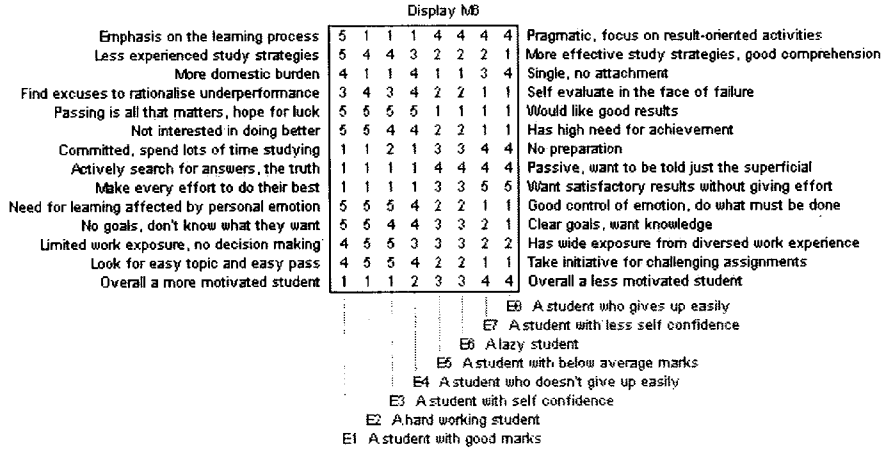 Display M6
Emphasis on the learning process 5 1 1 1 4 4 4 4 Pragmatic, focus on result-oriented activities
Less experienced study strategies 5 4 4 3 2 2 2 1 More effective study strategies, good comprehension
More domestic burden 4 1 1 4 1 1 3 4 Single, no attachment
Find excuses to rationalise underperformance 3 4 3 4 2 2 1 1 Self evaluate in the face of failure
Passing is all that matters, hope for luck 5 5 5 5 1 1 1 1 Would like good results
Not interested in doing better 5 5 4 4 2 2 1 1 Has high need for achievement
Committed, spend lots of time studying 1 1 2 1 3 3 4 4 No preparation
Actively search for answers, the truth 1 1 1 1 4 4 4 4 Passive, want to be told just the superficial
Make every effort to do their best 1 1 1 1 3 3 5 5 Want satisfactory results without giving effort
Need for learning affected by personal emotion 5 5 5 4 2 2 1 1 Good control of emotion, do what must be done
No goals, don't know what they want 5 5 4 4 3 3 2 1 Clear goals, want knowledge
Limited work exposure, no decision making 4 5 5 3 3 3 2 2 Has wide exposure from diversed work experience
Look for easy topic and easy pass 4 5 5 4 2 2 1 1 Take initiative for challenging assignments
Overall a more motivated student 1 1 1 2 3 3 4 4 Overall a less motivated student
E8 A student who gives up easily
E7 A student with less self confidence
E6 A lazy student
E5 A student with below average marks
E4 A student who doesn't give up easily
E3 A student with self confidence
E2 A hard working student
E1 A student with good marks